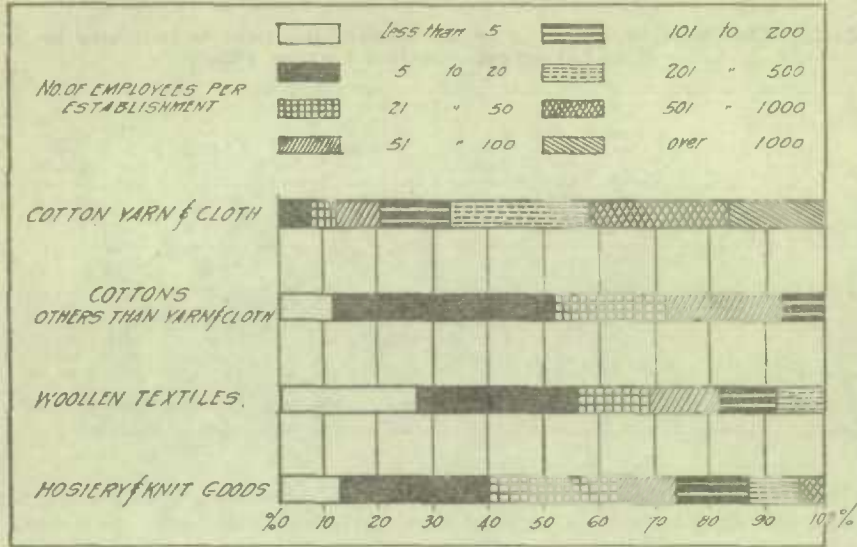 Less than 5
101 to 200
5 to 20
201 " 500
NO. OF EMPLOYEES PER
ESTABLISHMENT
21 " 50
501 " 1000
51 " 100
over 1000
COTTON YARN & CLOTH
COTTONS
OTHERS THAN YARN & CLOTH
WOOLLEN TEXTILES.
HOSIERY & KNIT GOODS
%0 10 20 30 40 50 60 70 80 90 100 %